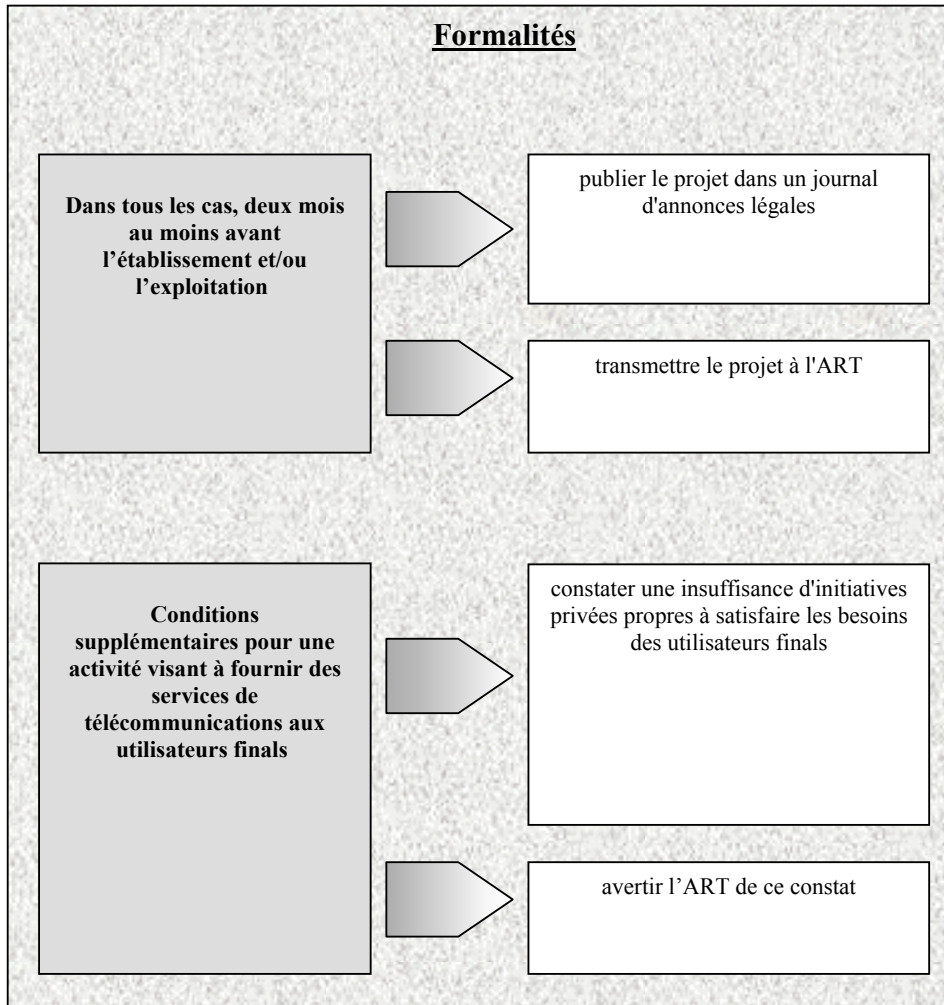 Formalités
Dans tous les cas, deux mois
au moins avant
l’établissement et/ou
l’exploitation
publier le projet dans un journal
d'annonces légales
transmettre le projet à l'ART
Conditions
supplémentaires pour une
activité visant à fournir des
services de
télécommunications aux
utilisateurs finals
constater une insuffisance d'initiatives
privées propres à satisfaire les besoins
des utilisateurs finals
avertir l’ART de ce constat